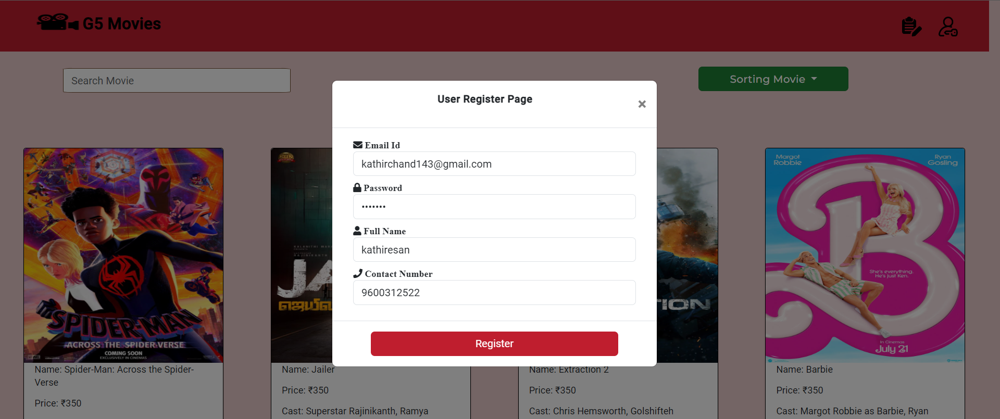 G5 Movies
Search Movie
Sorting Movie
User Register Page
×
Email Id
kathirchand143@gmail.com
Password
•••••••
Full Name
kathiresan
Contact Number
9600312522
Register
SPIDER-MAN
ACROSS THE SPIDER-VERSE
COMING SOON
EXCLUSIVELY IN CINEMAS
Name: Spider-Man: Across the Spider-
Verse
Price: ₹350
SUN
RAJINIKANTH
JA
ஜெயில
Name: Jailer
Price: ₹350
Cast: Superstar Rajinikanth, Ramya
TION
Name: Extraction 2
Price: ₹350
Cast: Chris Hemsworth, Golshifteh
Margot
Robbie
Ryan
Gosling
She's everything.
He's just Ken.
In Cinemas
July 21
Name: Barbie
Price: ₹350
Cast: Margot Robbie as Barbie, Ryan